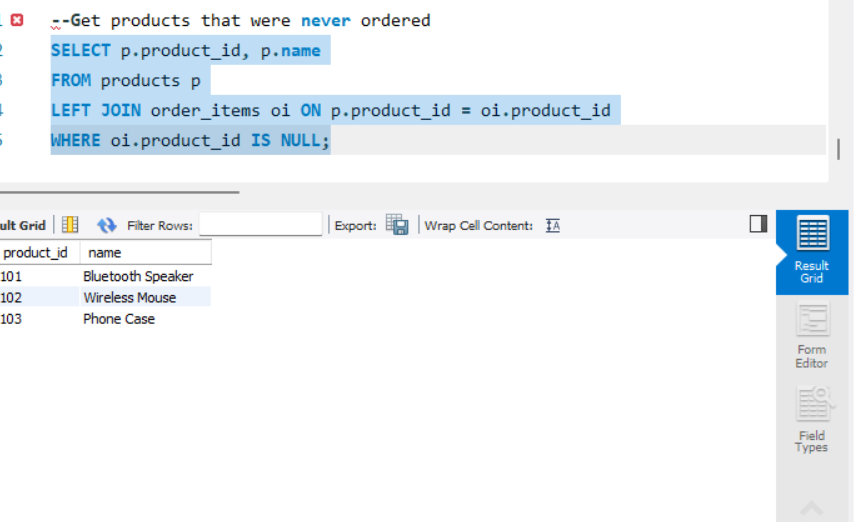 --Get products that were never ordered
2 SELECT p.product_id, p.name
3 FROM products p
4 LEFT JOIN order_items oi ON p.product_id = oi.product_id
5 WHERE oi.product_id IS NULL;
ult Grid Filter Rows: Export: Wrap Cell Content: IA
product_id name
101 Bluetooth Speaker
102 Wireless Mouse
103 Phone Case
Result
Grid
Form
Editor
Field
Types